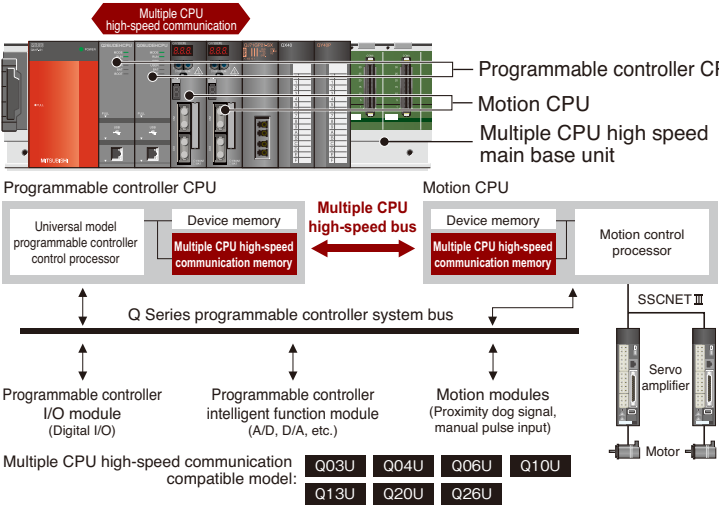 Multiple CPU
high-speed communication
MITSUBISHI
QX40
Programmable controller CP
Motion CPU
Multiple CPU high speed
main base unit
Programmable controller CPU
Multiple CPU
high-speed bus
Motion CPU
Universal model
programmable controller
control processor
Device memory
Multiple CPU high-speed
communication memory
Device memory
Multiple CPU high-speed
communication memory
Motion control
processor
Q Series programmable controller system bus
SSCNETⅢ
Servo
amplifier
Motor
Programmable controller
I/O module
(Digital I/O)
Programmable controller
intelligent function module
(A/D, D/A, etc.)
Motion modules
(Proximity dog signal,
manual pulse input)
Multiple CPU high-speed communication
compatible model:
Q03U Q04U Q06U Q10U
Q13U Q20U Q26U